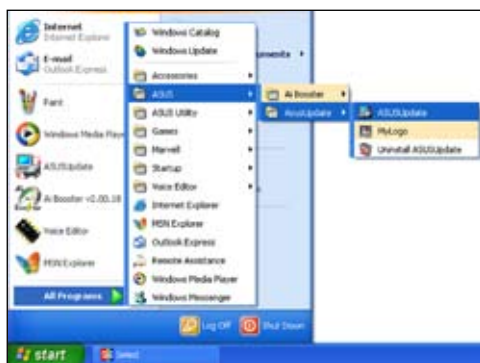 Internet
Internet Explorer
E-mail
Outlook Express
Paint
Windows Media Player
ASUSUpdate
Ai Booster v2.00.18
Voice Editor
MSN Explorer
All Programs
Windows Catalog
Windows Update
Accessories
ASUS
ASUS Utility
Games
Marvell
Startup
Voice Editor
Internet Explorer
MSN Explorer
Outlook Express
Remote Assistance
Windows Media Player
Windows Messenger
Ai Booster
AsusUpdate
ASUSUpdate
MyLogo
Uninstall ASUSUpdate
Log Off
Shut Down
start